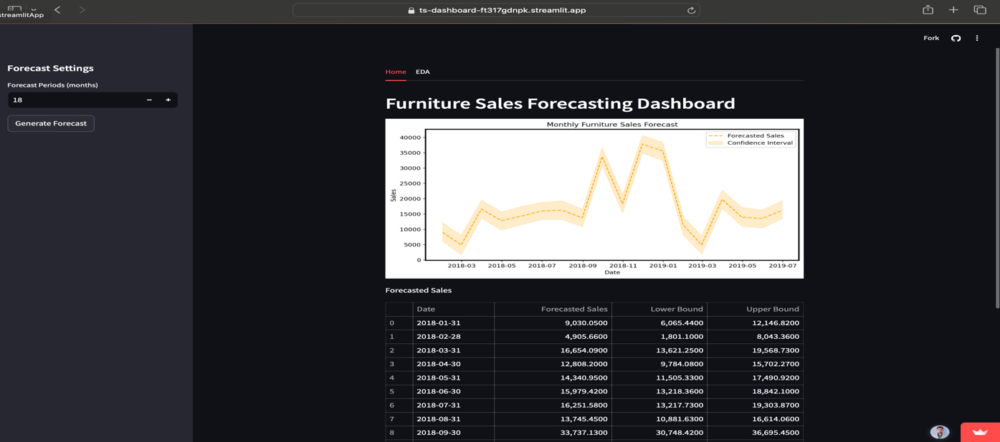 streamlitApp
ts-dashboard-ft317gdnpk.streamlit.app
Fork
Forecast Settings
Forecast Periods (months)
18
Generate Forecast
Home EDA
Furniture Sales Forecasting Dashboard
Monthly Furniture Sales Forecast
Forecasted Sales
Confidence Interval
40000
35000
30000
25000
20000
15000
10000
5000
0
Sales
2018-03 2018-05 2018-07 2018-09 2018-11 2019-01 2019-03 2019-05 2019-07
Date
Forecasted Sales
Date Forecasted Sales Lower Bound Upper Bound
0 2018-01-31 9,030.0500 6,065.4400 12,146.8200
1 2018-02-28 4,905.6600 1,801.1000 8,043.3600
2 2018-03-31 16,654.0900 13,621.2500 19,568.7300
3 2018-04-30 12,808.2000 9,784.0800 15,702.2700
4 2018-05-31 14,340.9500 11,505.3300 17,490.9200
5 2018-06-30 15,979.4200 13,218.3600 18,842.1000
6 2018-07-31 16,251.5800 13,217.7300 19,303.8700
7 2018-08-31 13,745.4500 10,881.6300 16,614.0600
8 2018-09-30 33,737.1300 30,748.4200 36,695.4500